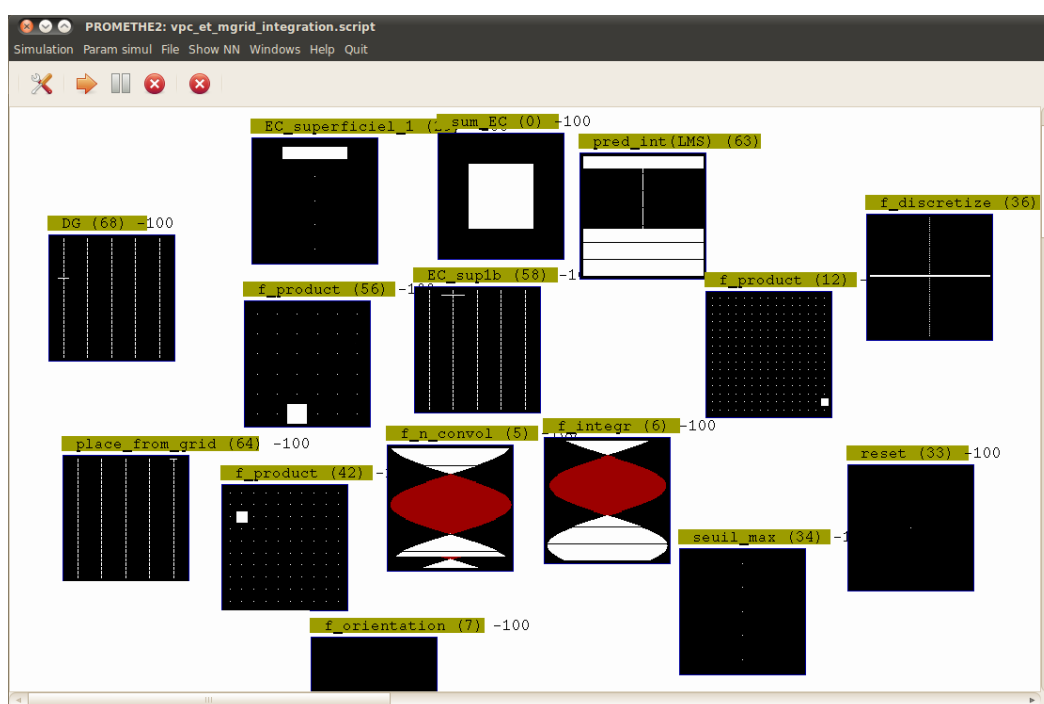 PROMETHE2: vpc_et_mgrid_integration.script
Simulation Param simul File Show NN Windows Help Quit
EC_superficiel_1
sum_EC (0) -100
pred_int(LMS) (63)
f_discretize (36)
DG (68) -100
EC_sup1b (58)
f_product (56)
f_product (12)
f_n_convol (5)
f_integr (6) -100
place_from_grid (64) -100
f_product (42)
reset (33) -100
seuil_max (34)
f_orientation (7) -100